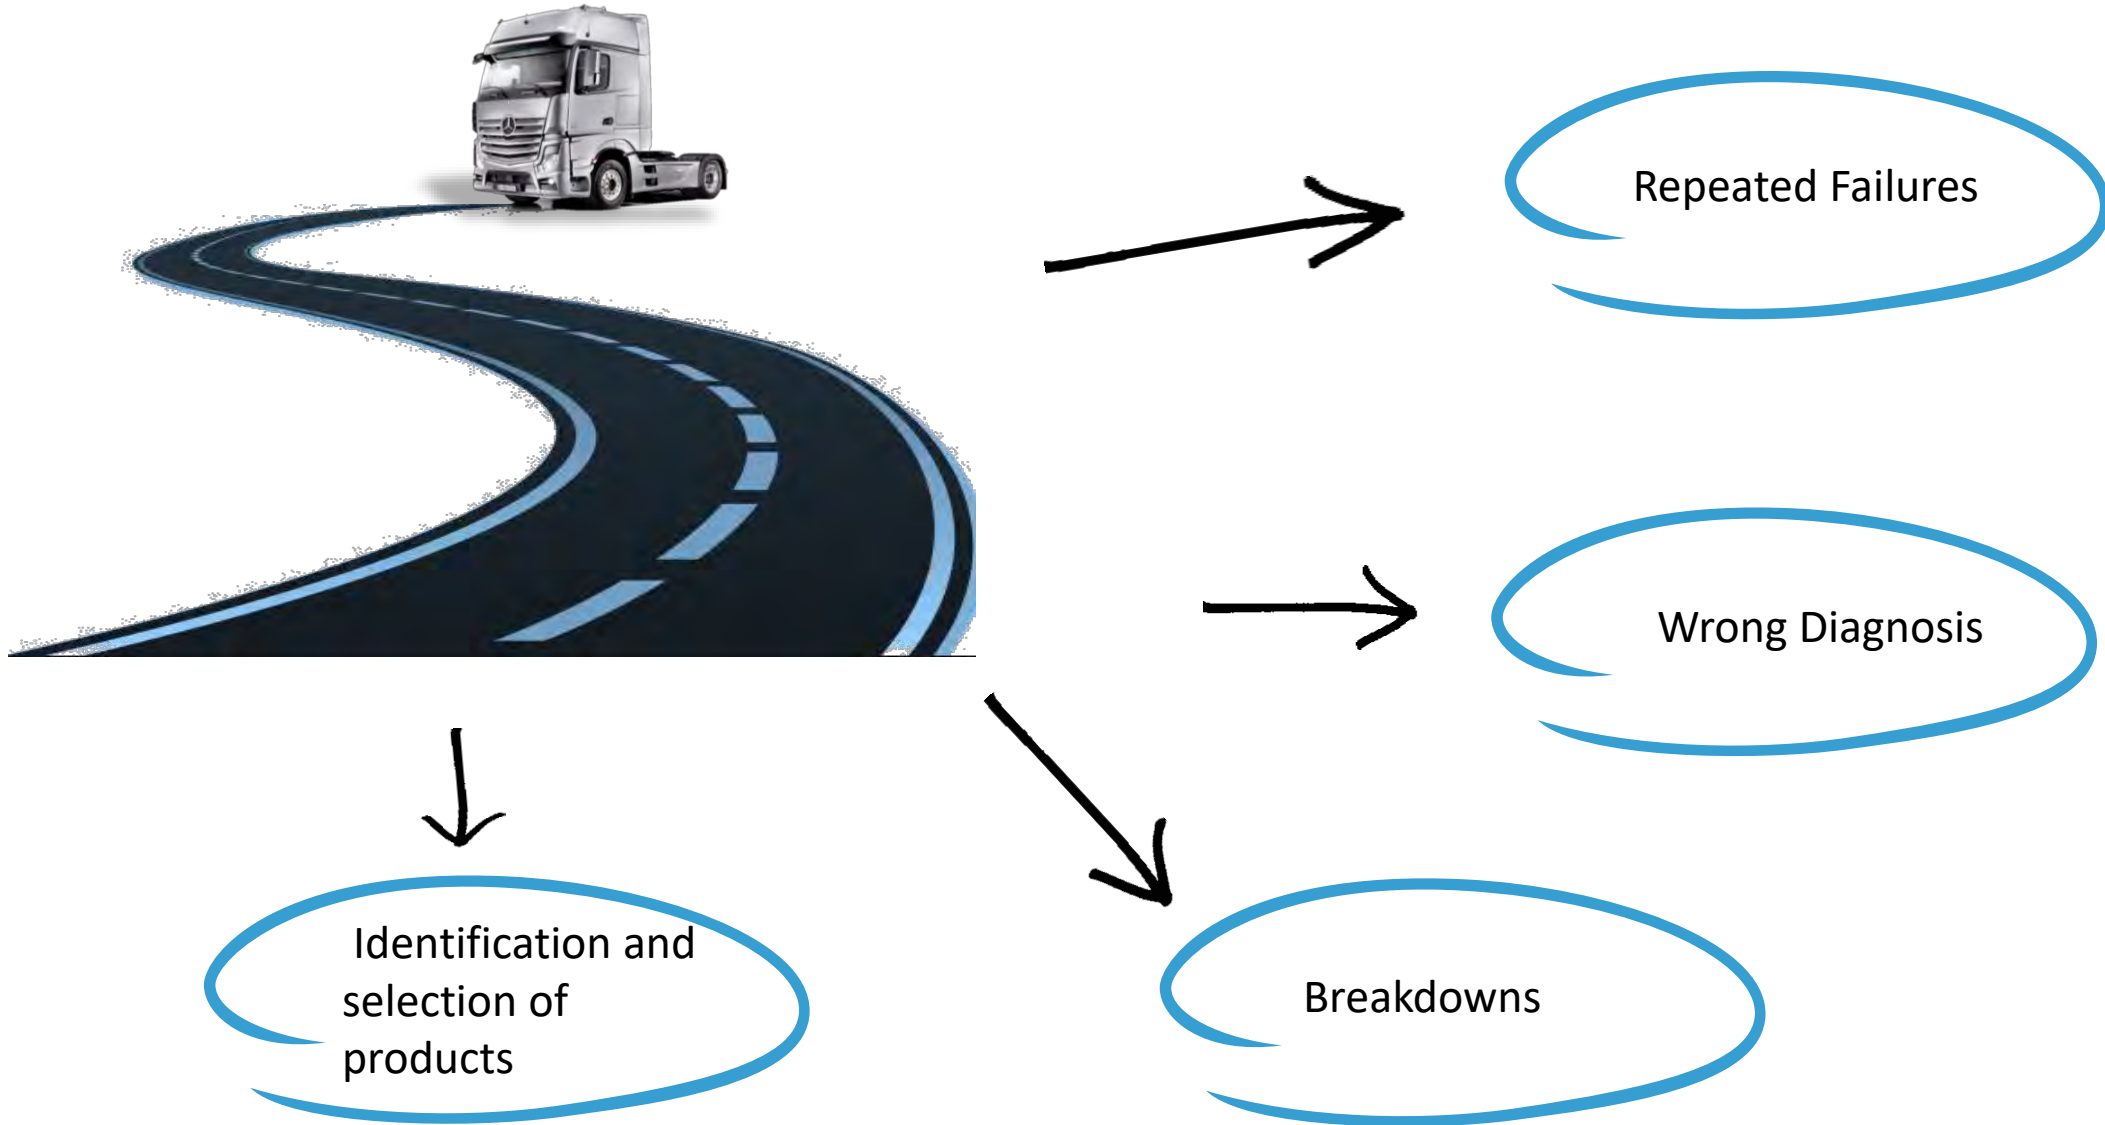 Repeated Failures
Wrong Diagnosis
Identification and
selection of
products
Breakdowns